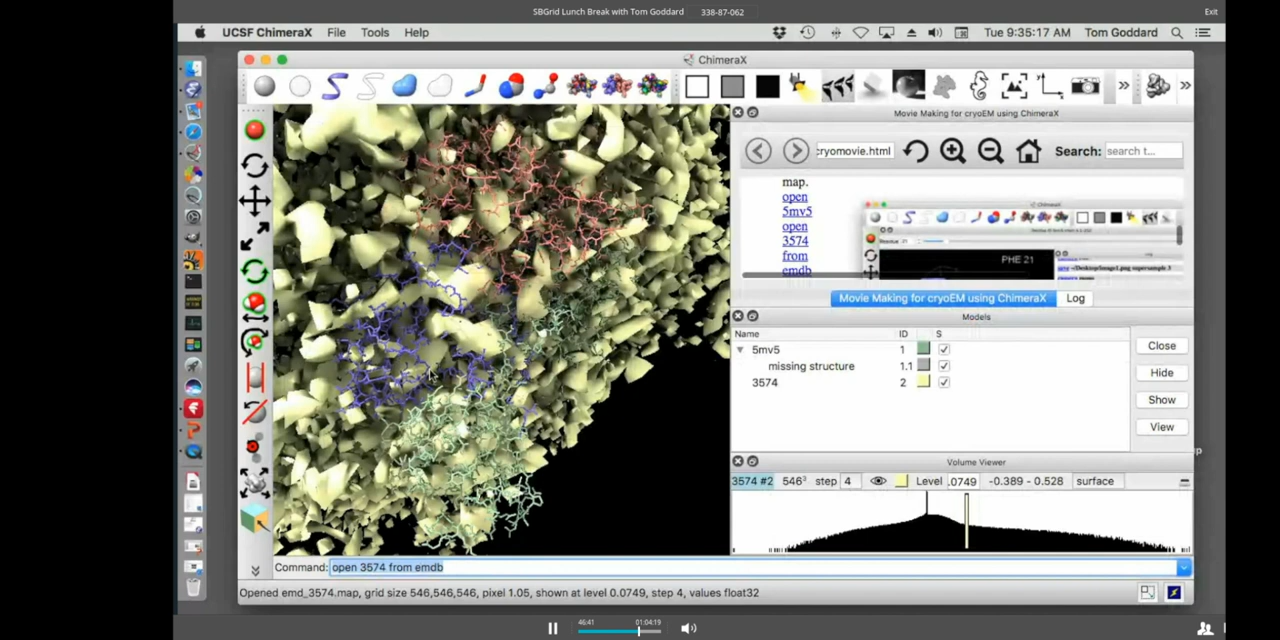 SBGrid Lunch Break with Tom Goddard 338-87-062 Exit
UCSF ChimeraX File Tools Help Tue 9:35:17 AM Tom Goddard
ChimeraX
Movie Making for cryoEM using ChimeraX
cryomovie.html Search: search t...
map.
open
5mv5
open
3574
from
emdb
PHE 21
Movie Making for cryoEM using ChimeraX Log
Models
Name ID S
5mv5 1
missing structure 1.1
3574 2
Close
Hide
Show
View
Volume Viewer
3574 #2 546³ step 4 Level .0749 -0.389 - 0.528 surface
Command: open 3574 from emdb
Opened emd_3574.map, grid size 546,546,546, pixel 1.05, shown at level 0.0749, step 4, values float32
46:41 01:04:19